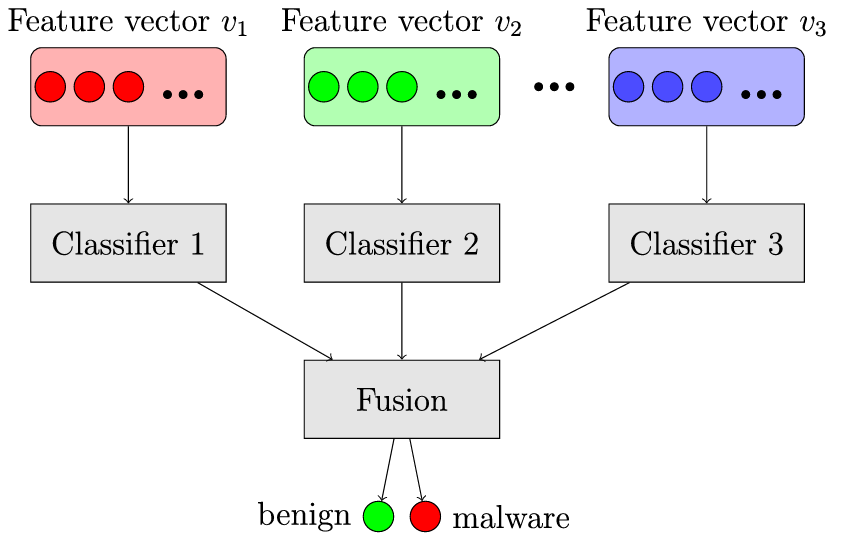 Feature vector v₁
Feature vector v₂
Feature vector v₃
...
...
...
...
Classifier 1
Classifier 2
Classifier 3
Fusion
benign
malware